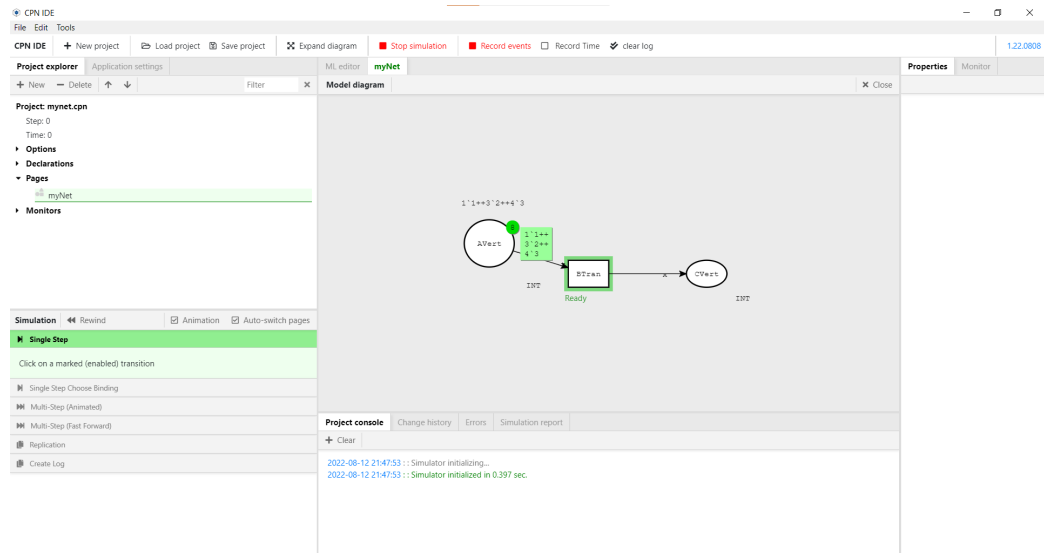 CPN IDE
File Edit Tools
CPN IDE New project Load project Save project Expand diagram Stop simulation Record events Record Time clear log 1.22.0808
Project explorer Application settings ML editor myNet Properties Monitor
+ New − Delete Filter × Model diagram × Close
Project: mynet.cpn
Step: 0
Time: 0
Options
Declarations
Pages
myNet
Monitors
1`1++3`2++4`3
AVert
1`1++
3`2++
4`3
INT
BTran
CVert
Ready
INT
Simulation Rewind Animation Auto-switch pages
Single Step
Click on a marked (enabled) transition
Single Step Choose Binding
Multi-Step (Animated)
Multi-Step (Fast Forward)
Replication
Create Log
Project console Change history Errors Simulation report
+ Clear
2022-08-12 21:47:53 : : Simulator initializing...
2022-08-12 21:47:53 : : Simulator initialized in 0.397 sec.